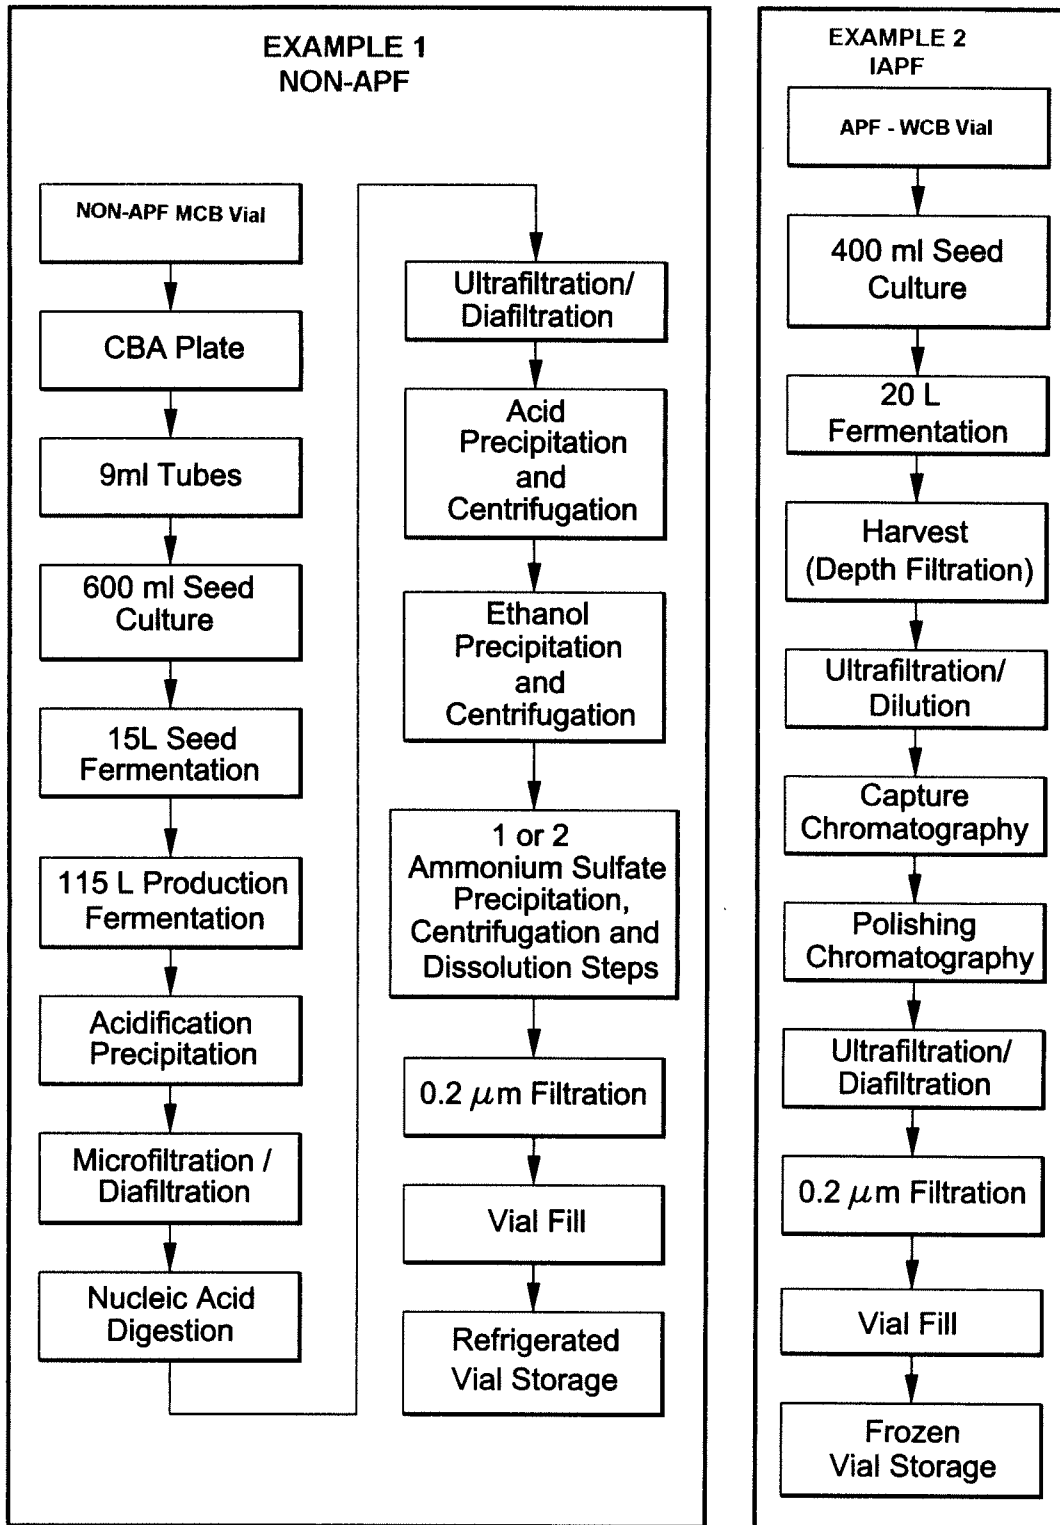 EXAMPLE 1
NON-APF
NON-APF MCB Vial
CBA Plate
9ml Tubes
600 ml Seed
Culture
15L Seed
Fermentation
115 L Production
Fermentation
Acidification
Precipitation
Microfiltration /
Diafiltration
Nucleic Acid
Digestion
Ultrafiltration/
Diafiltration
Acid
Precipitation
and
Centrifugation
Ethanol
Precipitation
and
Centrifugation
1 or 2
Ammonium Sulfate
Precipitation,
Centrifugation and
Dissolution Steps
0.2 μm Filtration
Vial Fill
Refrigerated
Vial Storage
EXAMPLE 2
IAPF
APF - WCB Vial
400 ml Seed
Culture
20 L
Fermentation
Harvest
(Depth Filtration)
Ultrafiltration/
Dilution
Capture
Chromatography
Polishing
Chromatography
Ultrafiltration/
Diafiltration
0.2 μm Filtration
Vial Fill
Frozen
Vial Storage